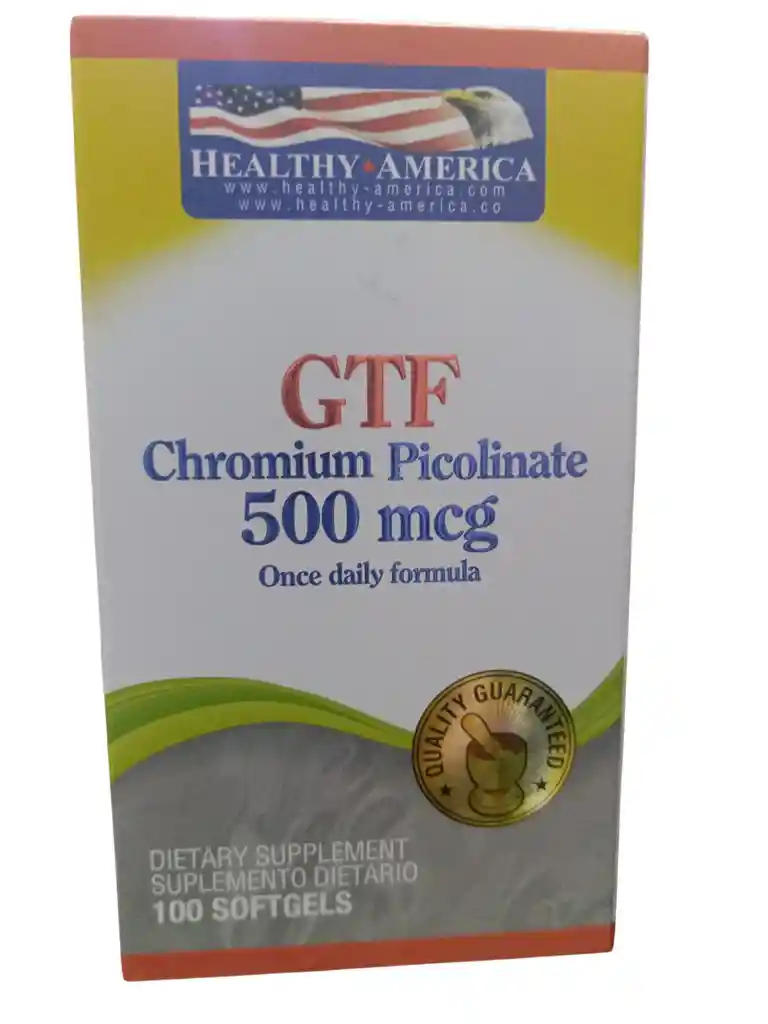 HEALTHY AMERICA
www.healthy-america.com
www.healthy-america.co
GTF
Chromium Picolinate
500 mcg
Once daily formula
QUALITY GUARANTEED
DIETARY SUPPLEMENT
SUPLEMENTO DIETARIO
100 SOFTGELS